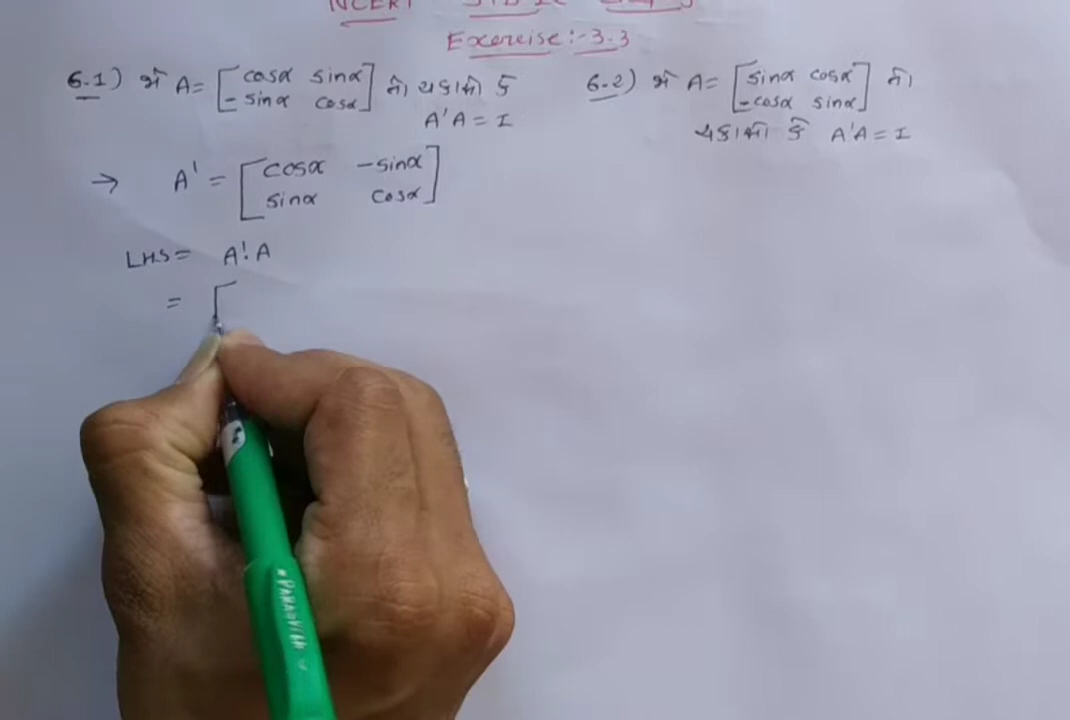 Exercise:-3.3
6.1) જો A= [cosα sinα] તો ચકાસો કે
[-sinα cosα]
A'A = I
→ A' = [cosα -sinα]
[sinα cosα]
LHS = A'.A
= [
6.2) જો A= [sinα cosα] તો
[-cosα sinα]
ચકાસો કે A'A = I